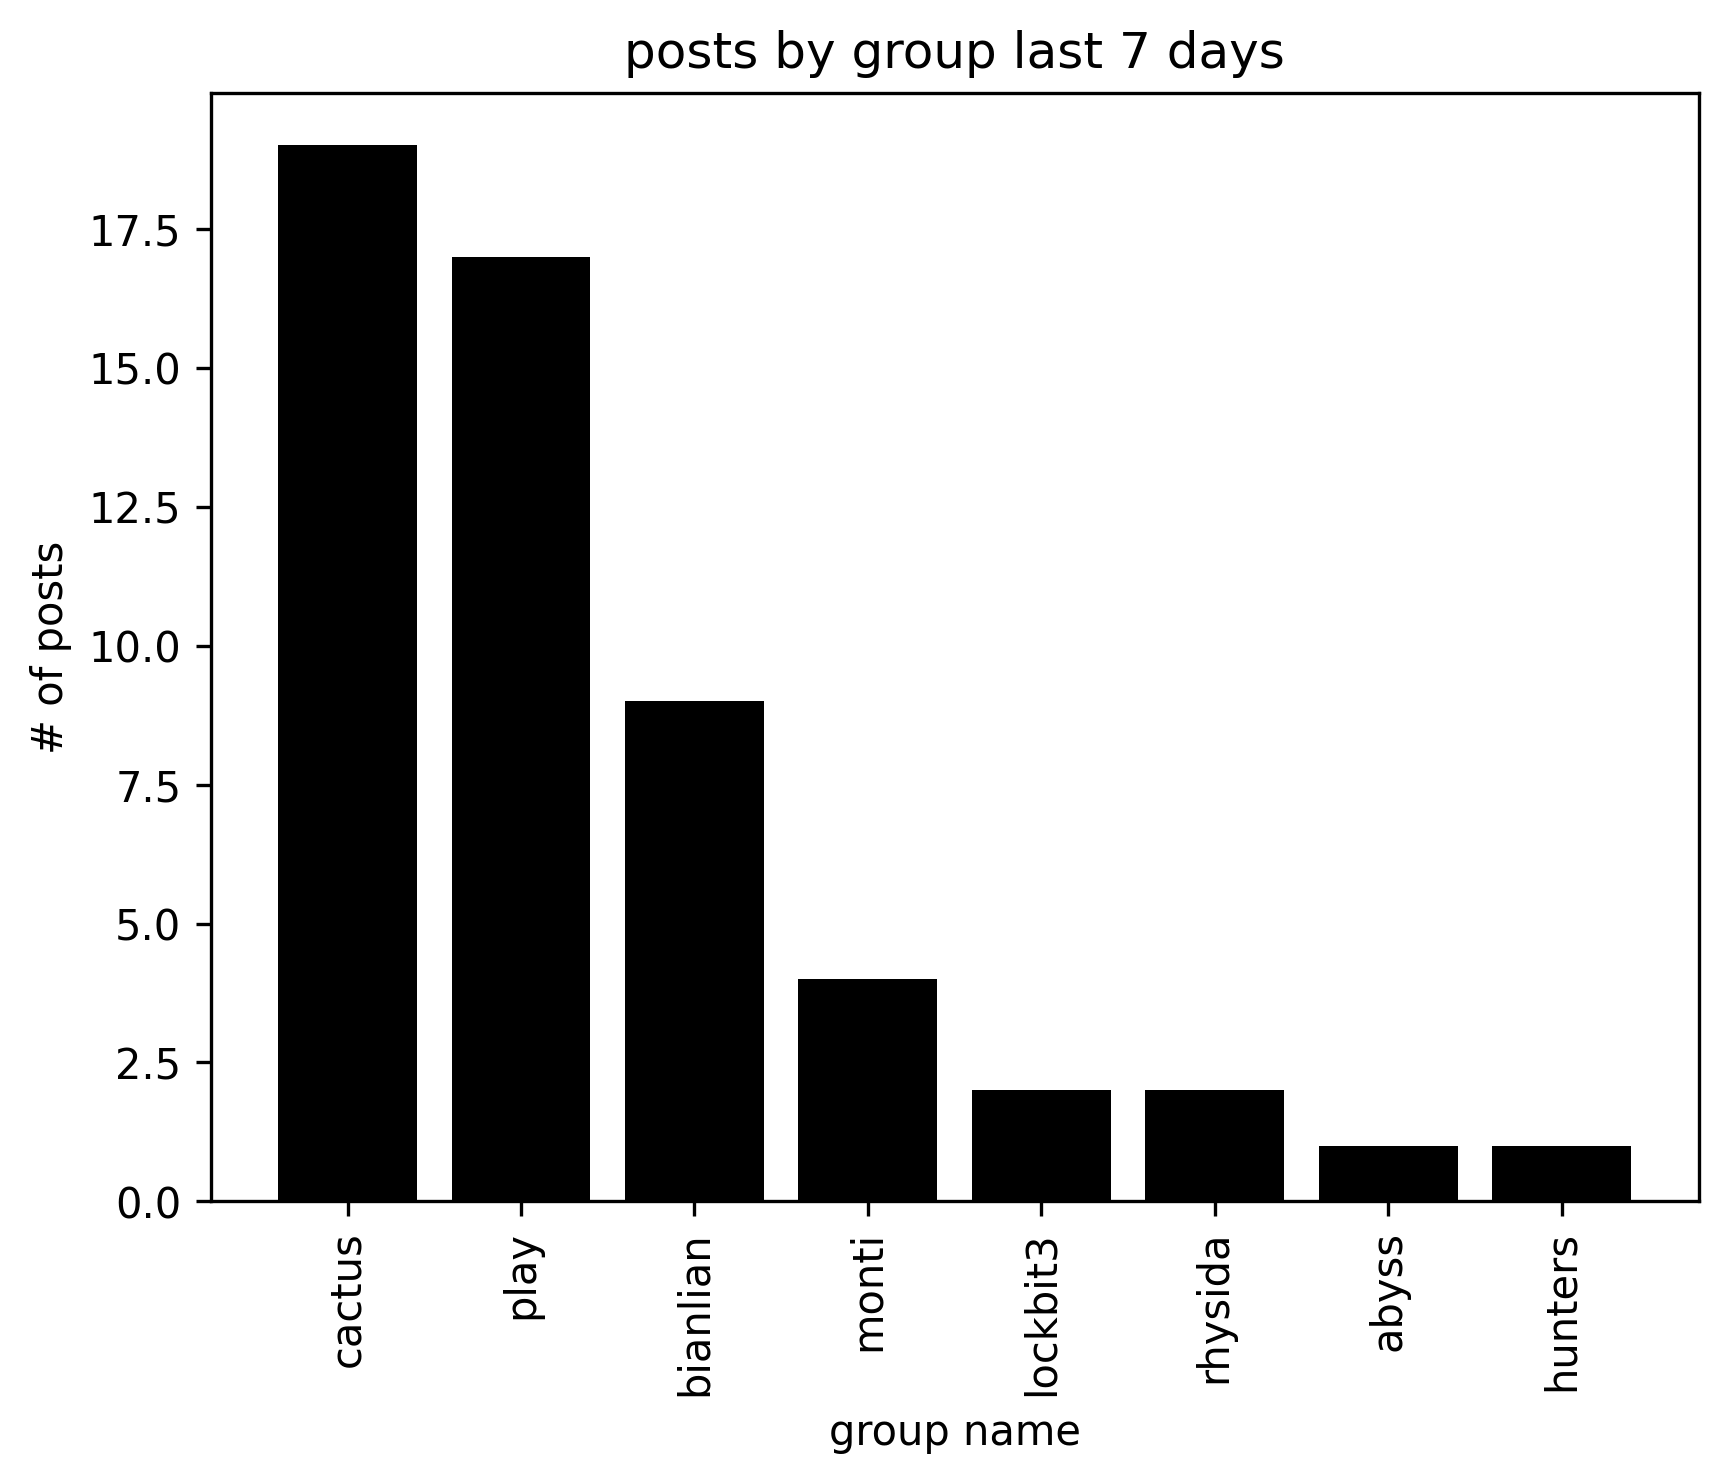 posts by group last 7 days
# of posts
17.5
15.0
12.5
10.0
7.5
5.0
2.5
0.0
cactus
play
bianlian
monti
lockbit3
rhysida
abyss
hunters
group name